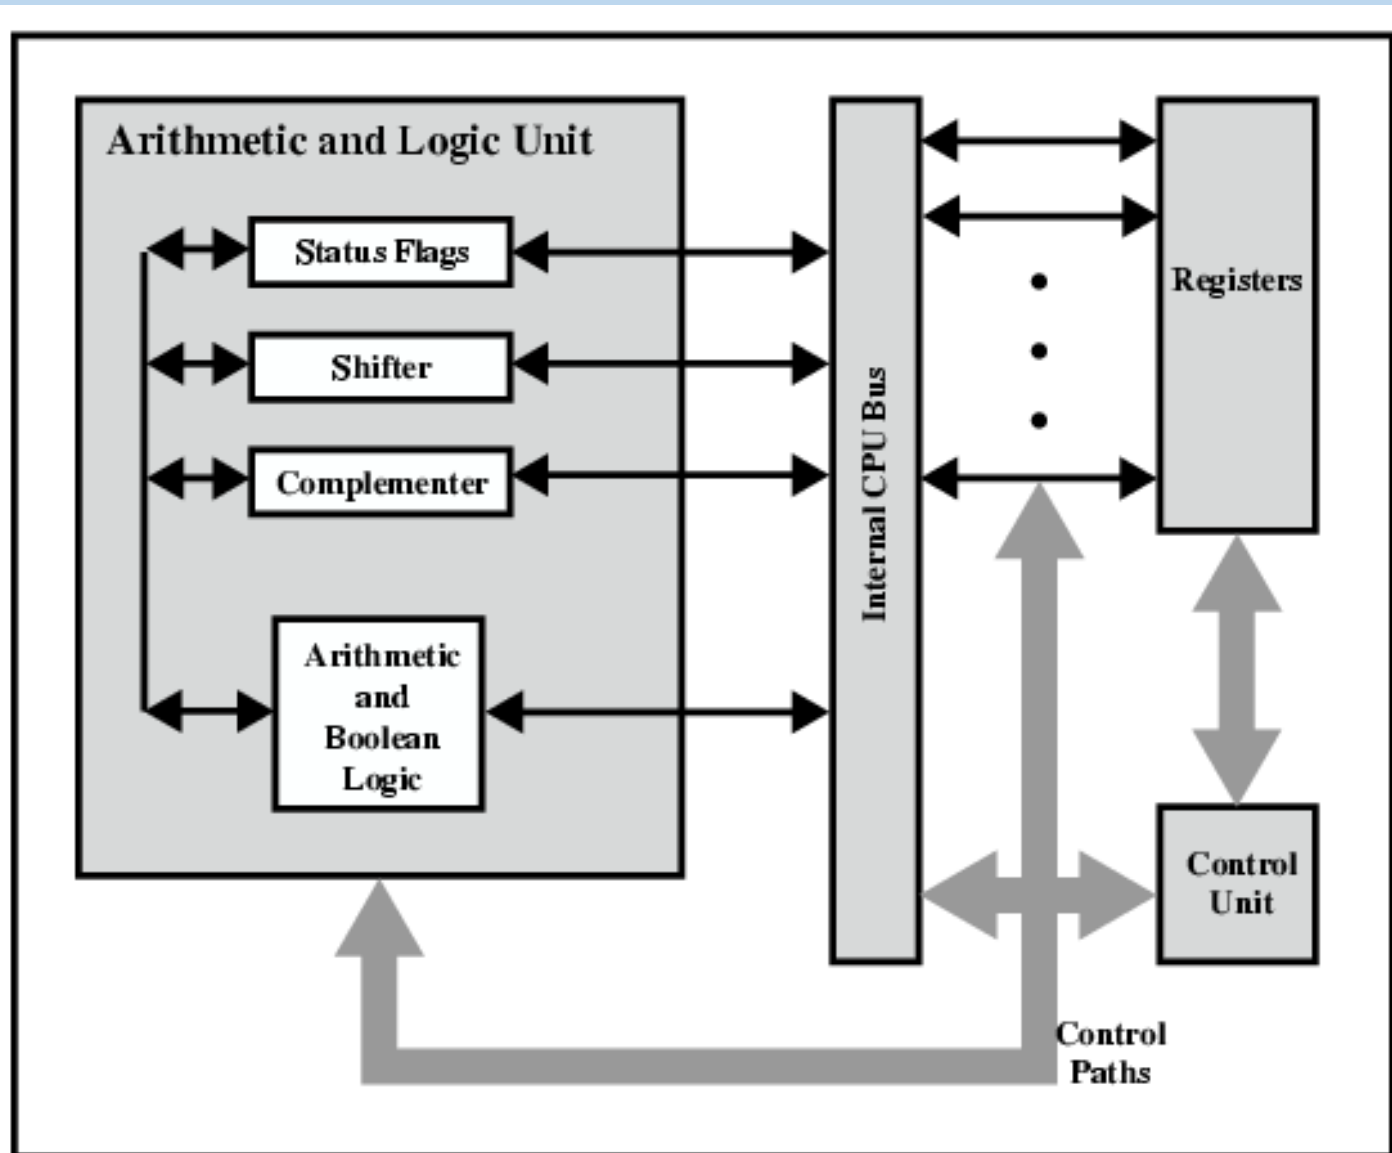 Arithmetic and Logic Unit
Status Flags
Shifter
Complementer
Arithmetic
and
Boolean
Logic
Internal CPU Bus
Registers
Control
Unit
Control
Paths